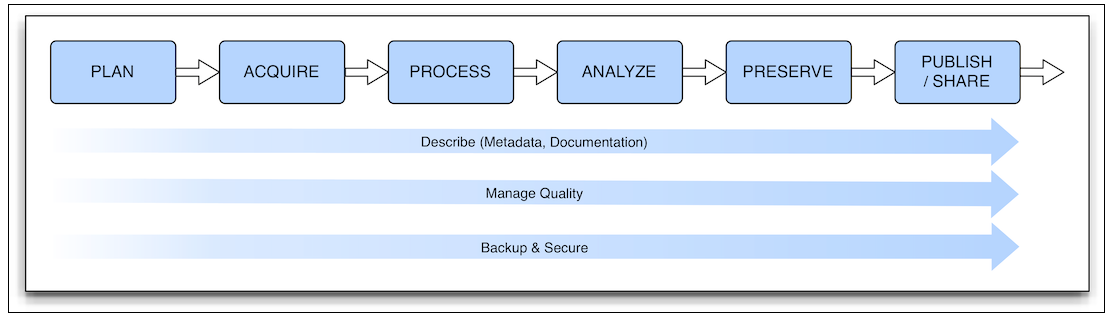 PLAN
ACQUIRE
PROCESS
ANALYZE
PRESERVE
PUBLISH
/ SHARE
Describe (Metadata, Documentation)
Manage Quality
Backup & Secure